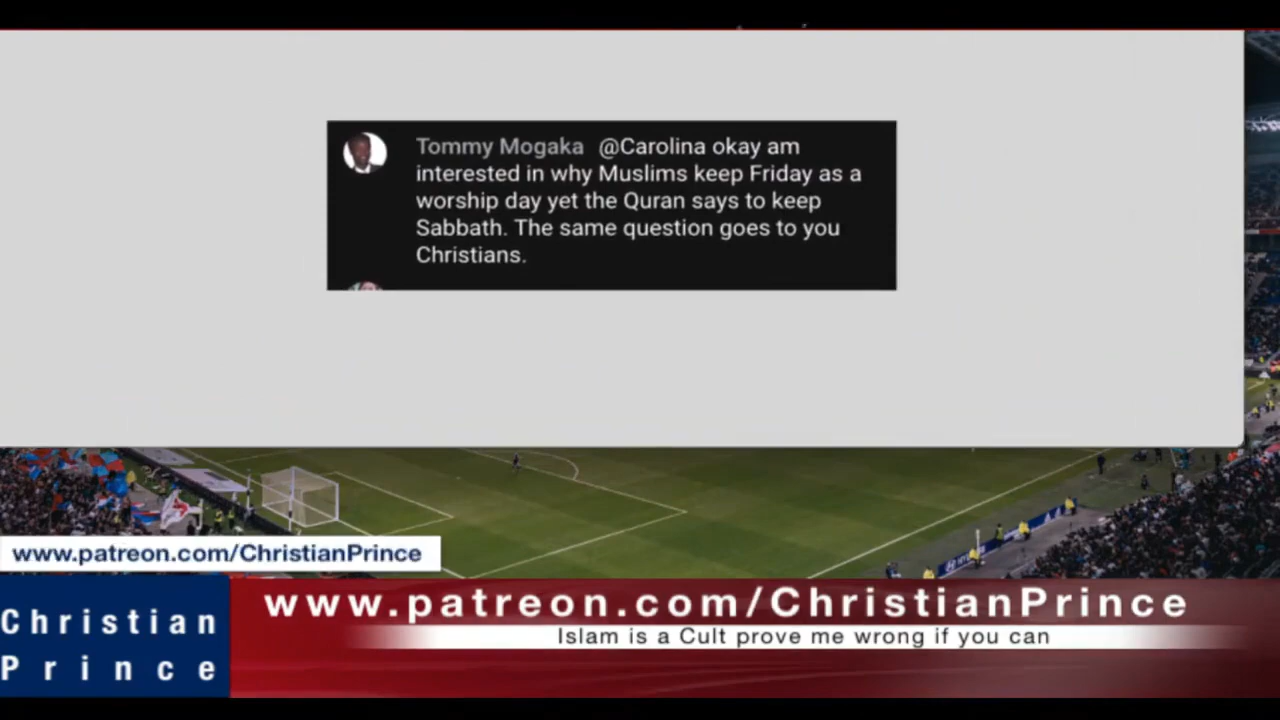 Tommy Mogaka @Carolina okay am
interested in why Muslims keep Friday as a
worship day yet the Quran says to keep
Sabbath. The same question goes to you
Christians.
www.patreon.com/ChristianPrince
Christian
Prince
www.patreon.com/ChristianPrince
Islam is a Cult prove me wrong if you can